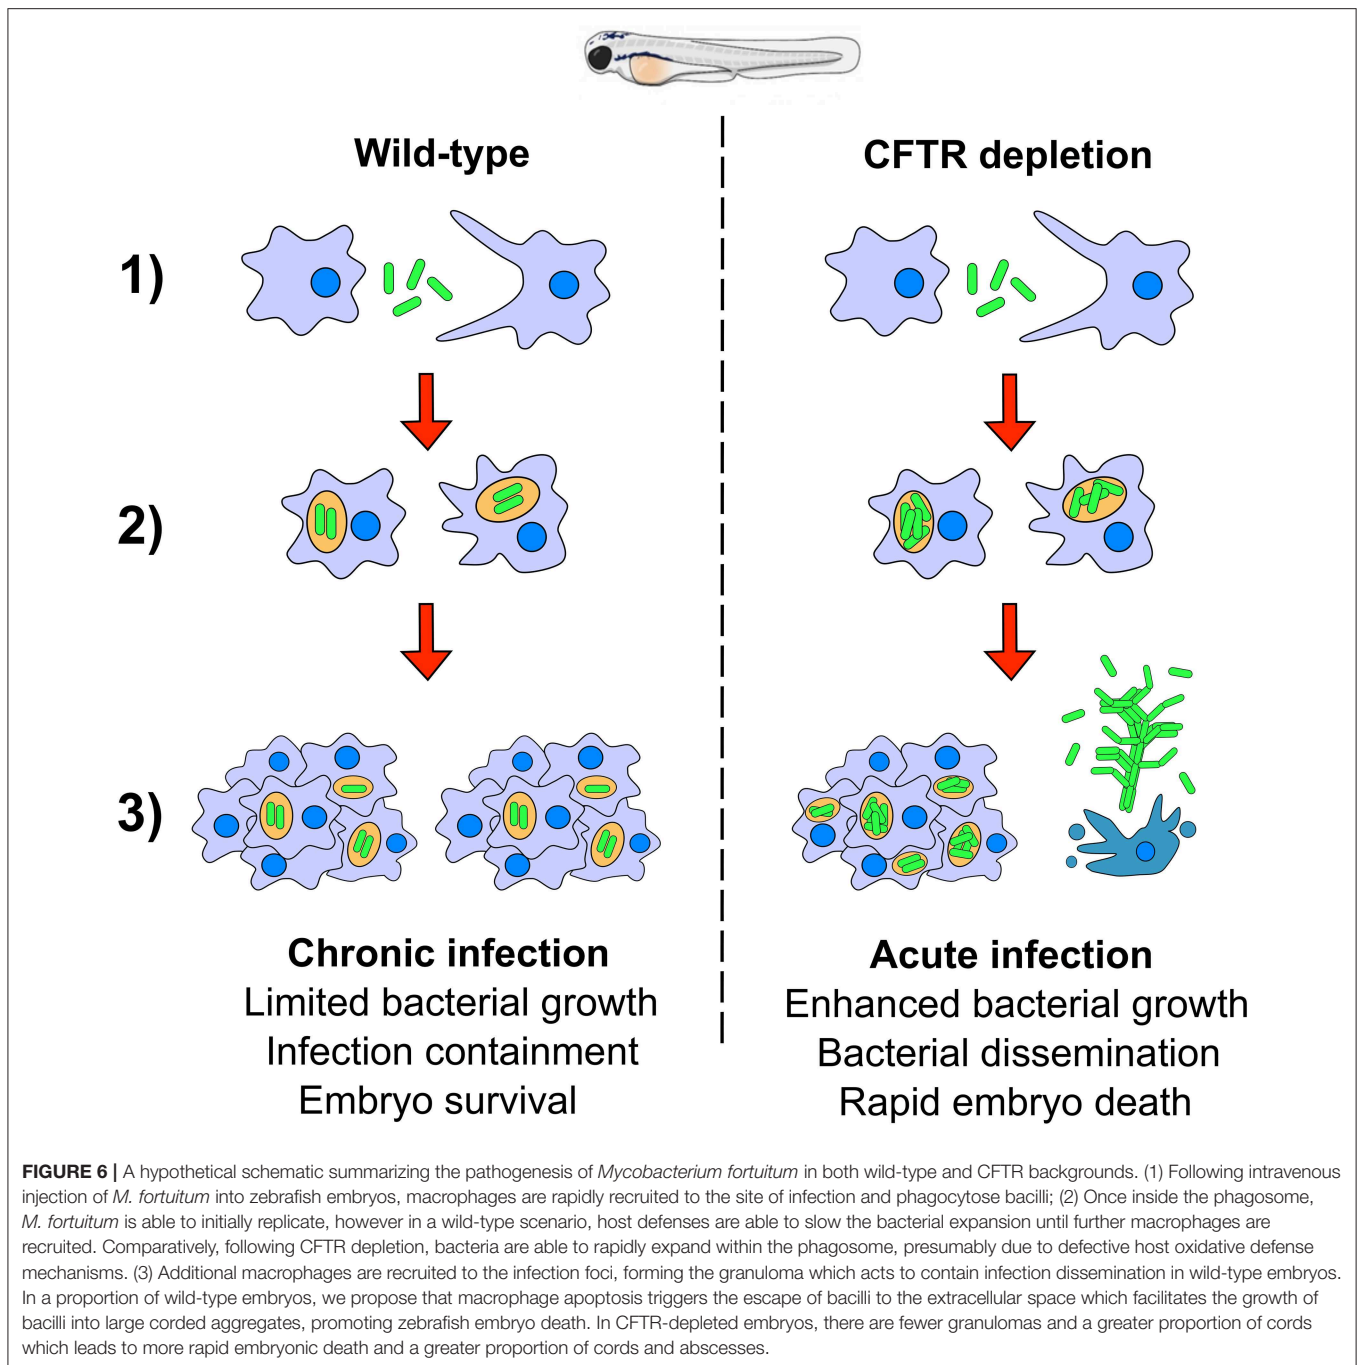 Wild-type
CFTR depletion
1)
2)
3)
Chronic infection
Limited bacterial growth
Infection containment
Embryo survival
Acute infection
Enhanced bacterial growth
Bacterial dissemination
Rapid embryo death
FIGURE 6 | A hypothetical schematic summarizing the pathogenesis of Mycobacterium fortuitum in both wild-type and CFTR backgrounds. (1) Following intravenous
injection of M. fortuitum into zebrafish embryos, macrophages are rapidly recruited to the site of infection and phagocytose bacilli; (2) Once inside the phagosome,
M. fortuitum is able to initially replicate, however in a wild-type scenario, host defenses are able to slow the bacterial expansion until further macrophages are
recruited. Comparatively, following CFTR depletion, bacteria are able to rapidly expand within the phagosome, presumably due to defective host oxidative defense
mechanisms. (3) Additional macrophages are recruited to the infection foci, forming the granuloma which acts to contain infection dissemination in wild-type embryos.
In a proportion of wild-type embryos, we propose that macrophage apoptosis triggers the escape of bacilli to the extracellular space which facilitates the growth of
bacilli into large corded aggregates, promoting zebrafish embryo death. In CFTR-depleted embryos, there are fewer granulomas and a greater proportion of cords
which leads to more rapid embryonic death and a greater proportion of cords and abscesses.